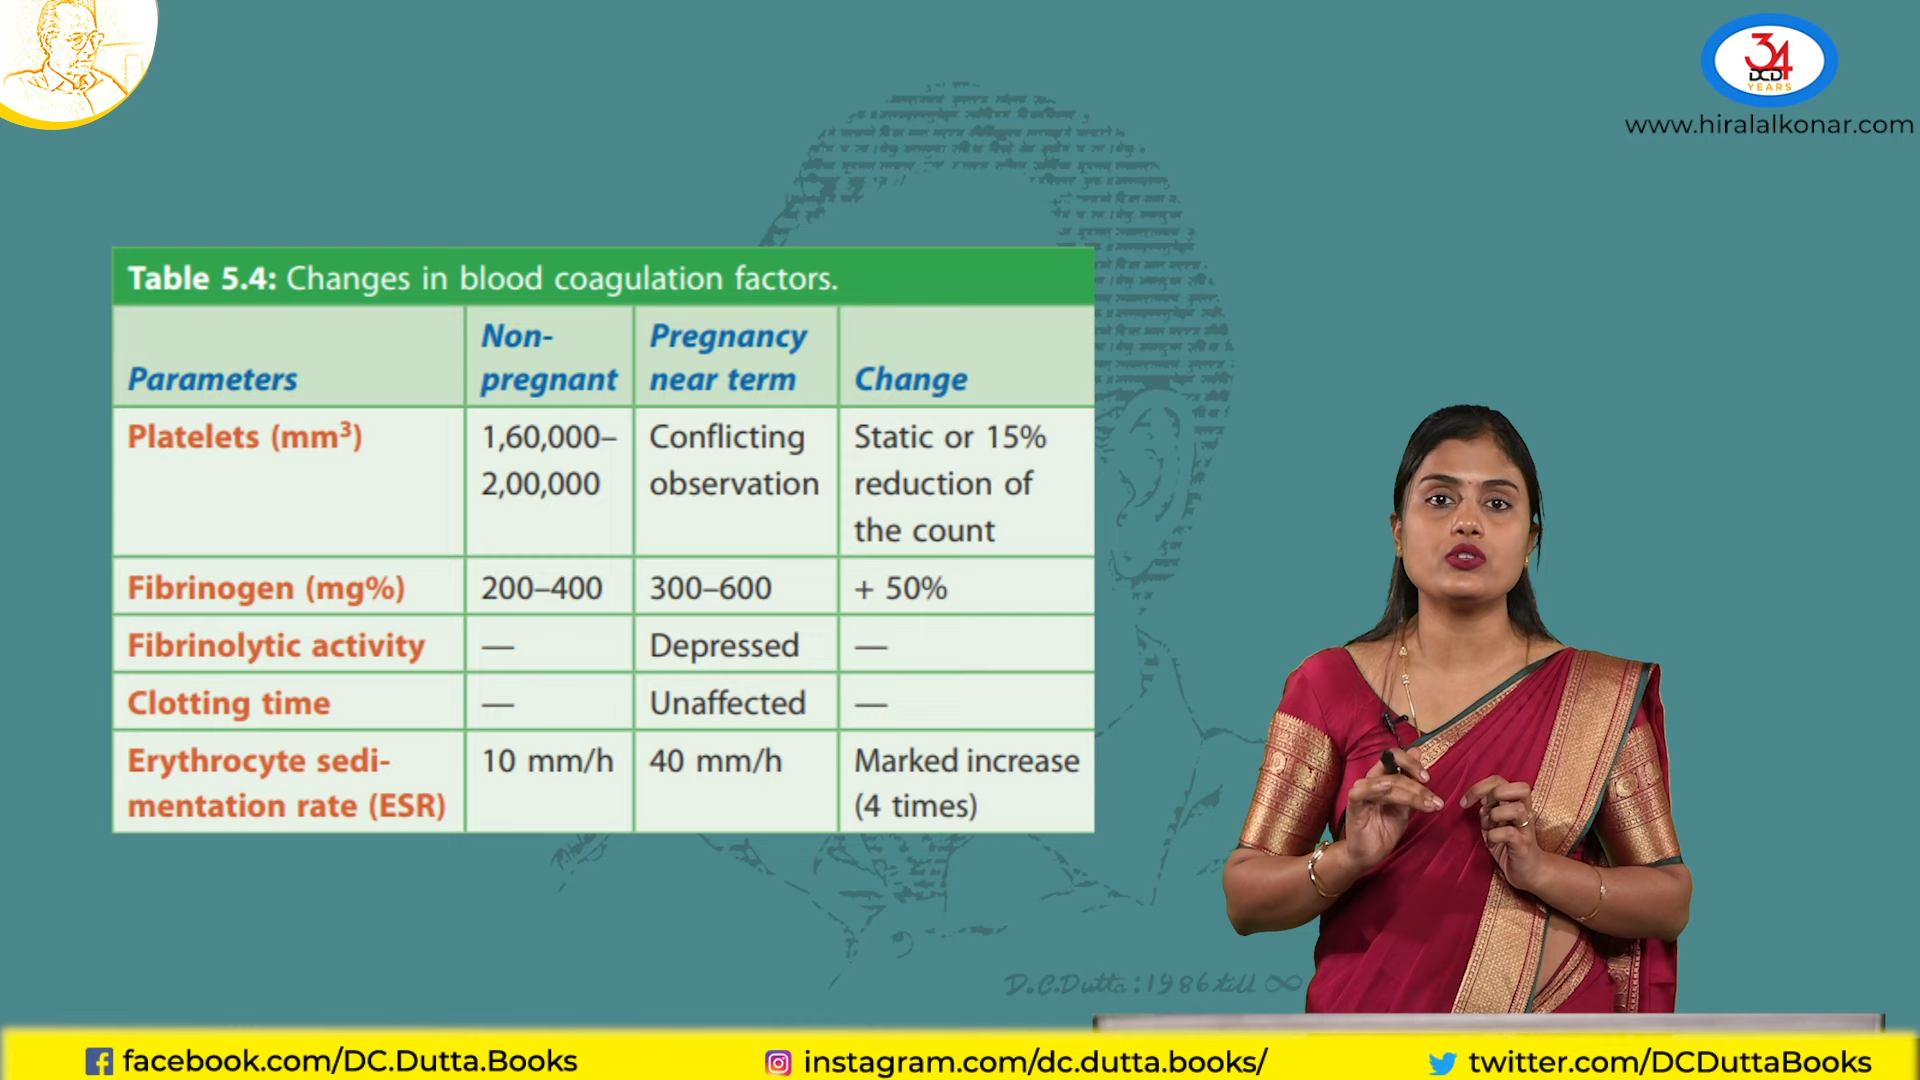 34
DCD
YEARS
www.hiralalkonar.com
Table 5.4: Changes in blood coagulation factors.
Parameters Non-pregnant Pregnancy near term Change
Platelets (mm³) 1,60,000–2,00,000 Conflicting observation Static or 15% reduction of the count
Fibrinogen (mg%) 200–400 300–600 + 50%
Fibrinolytic activity — Depressed —
Clotting time — Unaffected —
Erythrocyte sedi-mentation rate (ESR) 10 mm/h 40 mm/h Marked increase (4 times)
D.C.Dutta:1986 till ∞
facebook.com/DC.Dutta.Books
instagram.com/dc.dutta.books/
twitter.com/DCDuttaBooks